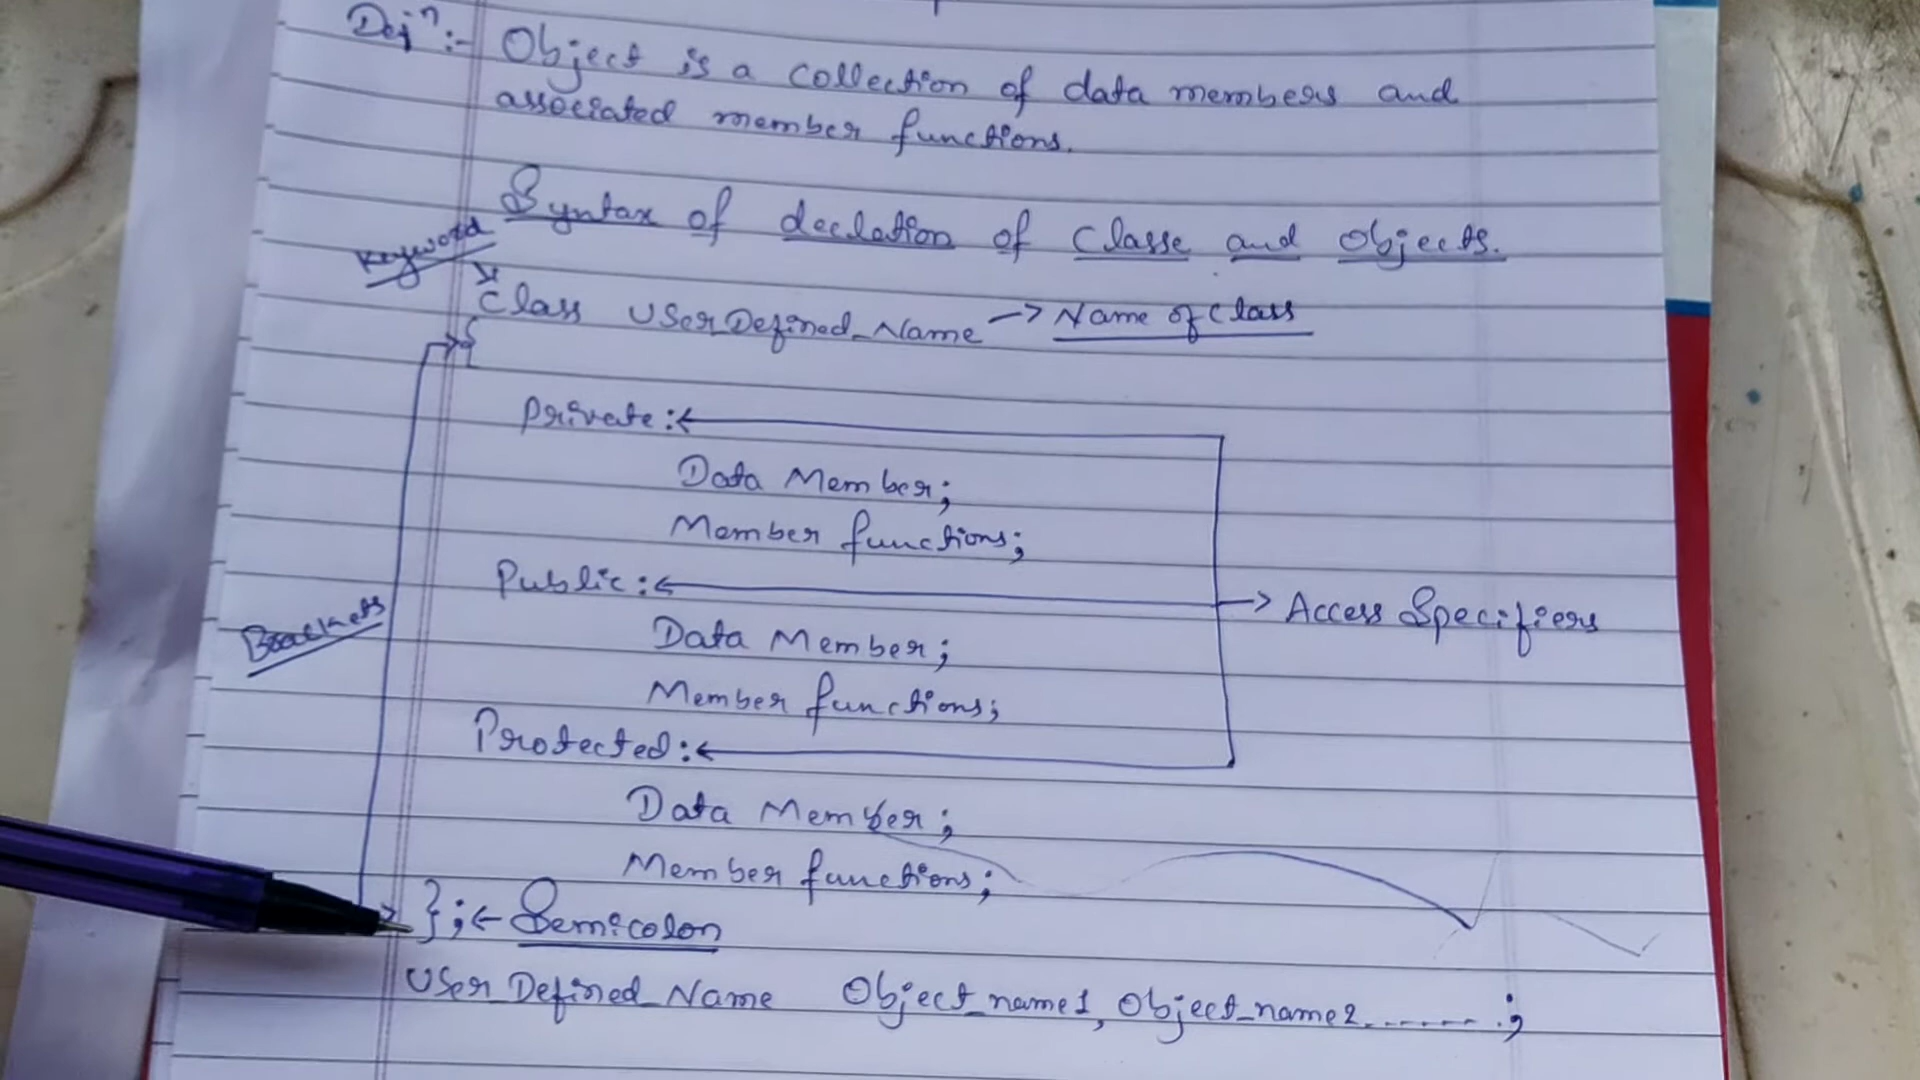 Defⁿ :- Object is a collection of data members and
associated member functions.
Syntax of declation of Classe and Objects.
Keyword
Class User_Defined_Name -> Name of Class
{
Private :←
Data Member;
Member functions;
Public :←
-> Access Specifiers
Brackets
Data Member;
Member functions;
Protected :←
Data Member;
Member functions;
};← Semicolon
User_Defined_Name Object_name1, Object_name2.......;